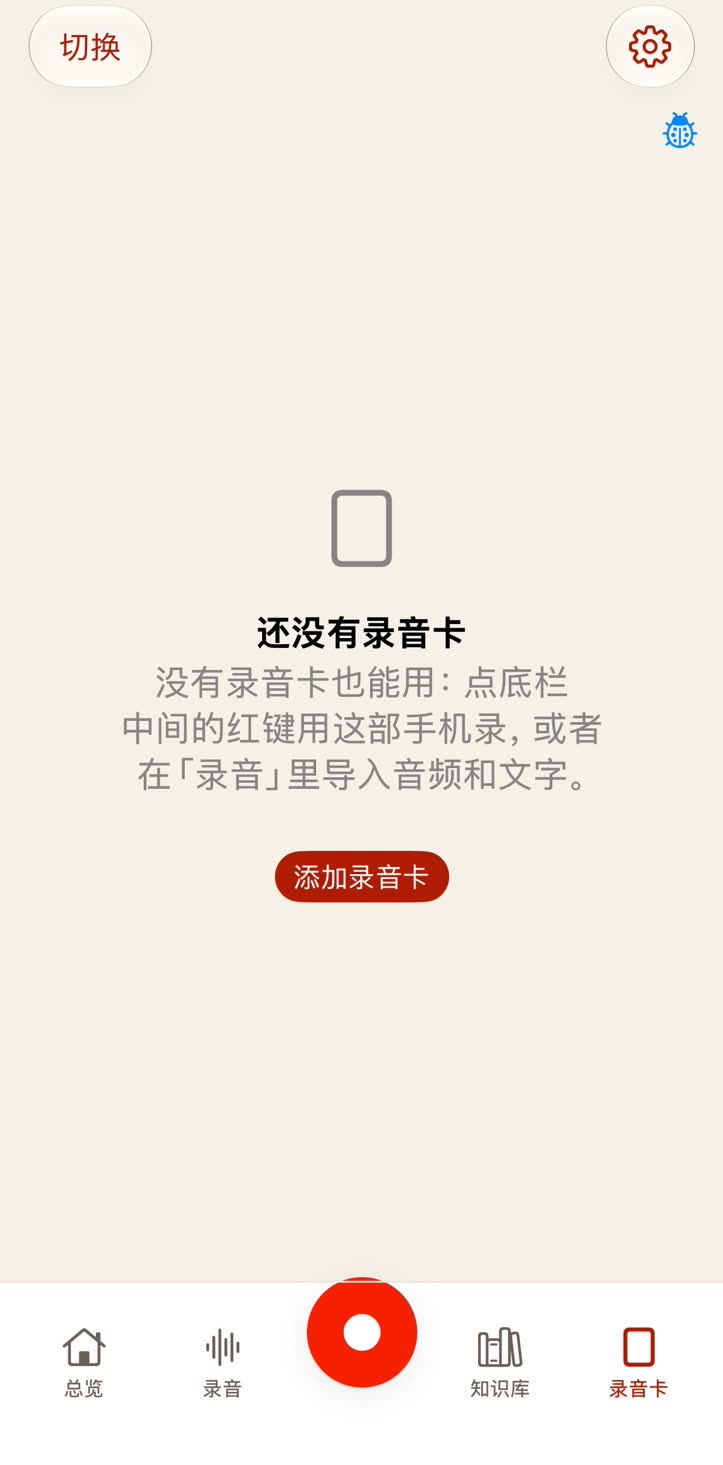 切换
还没有录音卡
没有录音卡也能用：点底栏
中间的红键用这部手机录，或者
在「录音」里导入音频和文字。
添加录音卡
总览
录音
知识库
录音卡